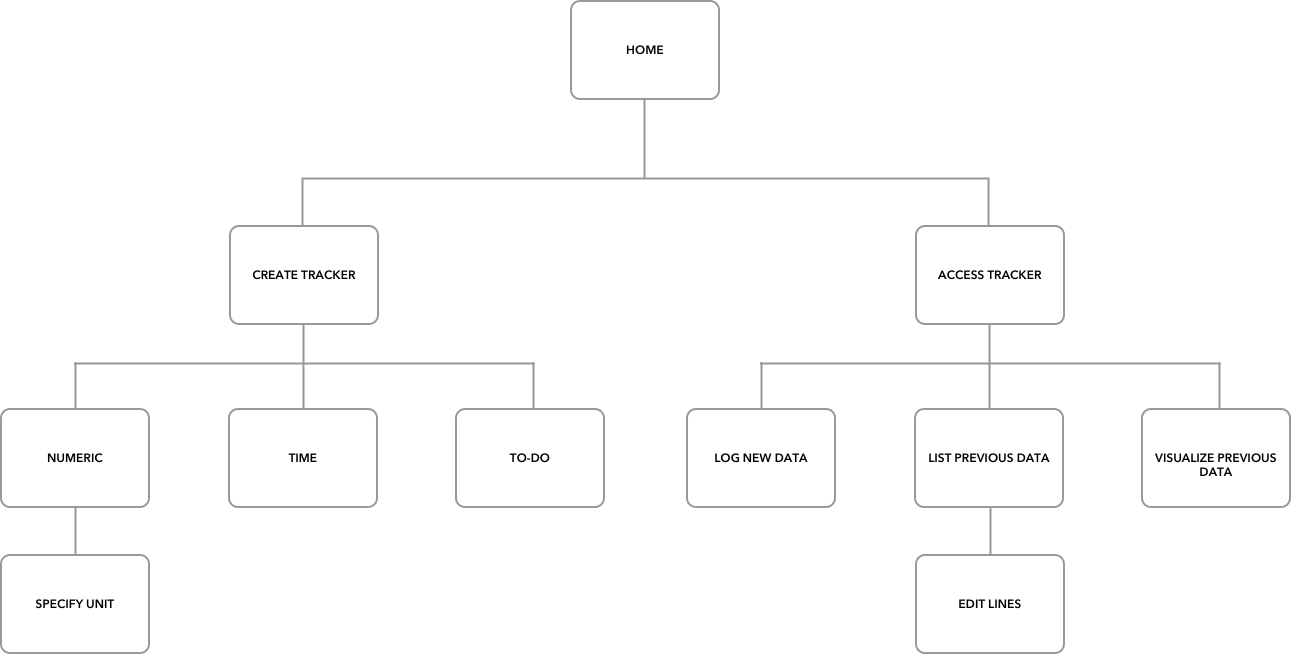 HOME
CREATE TRACKER
ACCESS TRACKER
NUMERIC
TIME
TO-DO
LOG NEW DATA
LIST PREVIOUS DATA
VISUALIZE PREVIOUS
DATA
SPECIFY UNIT
EDIT LINES